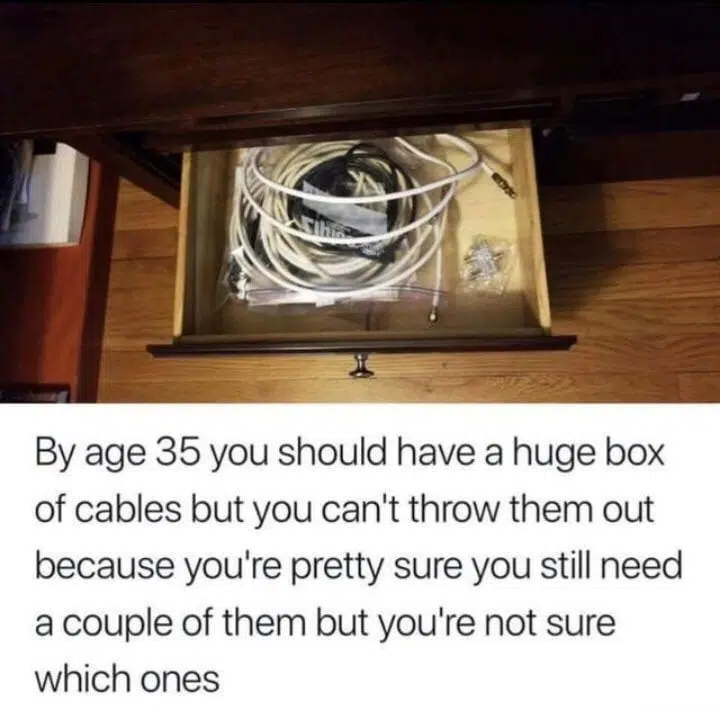 By age 35 you should have a huge box
of cables but you can't throw them out
because you're pretty sure you still need
a couple of them but you're not sure
which ones